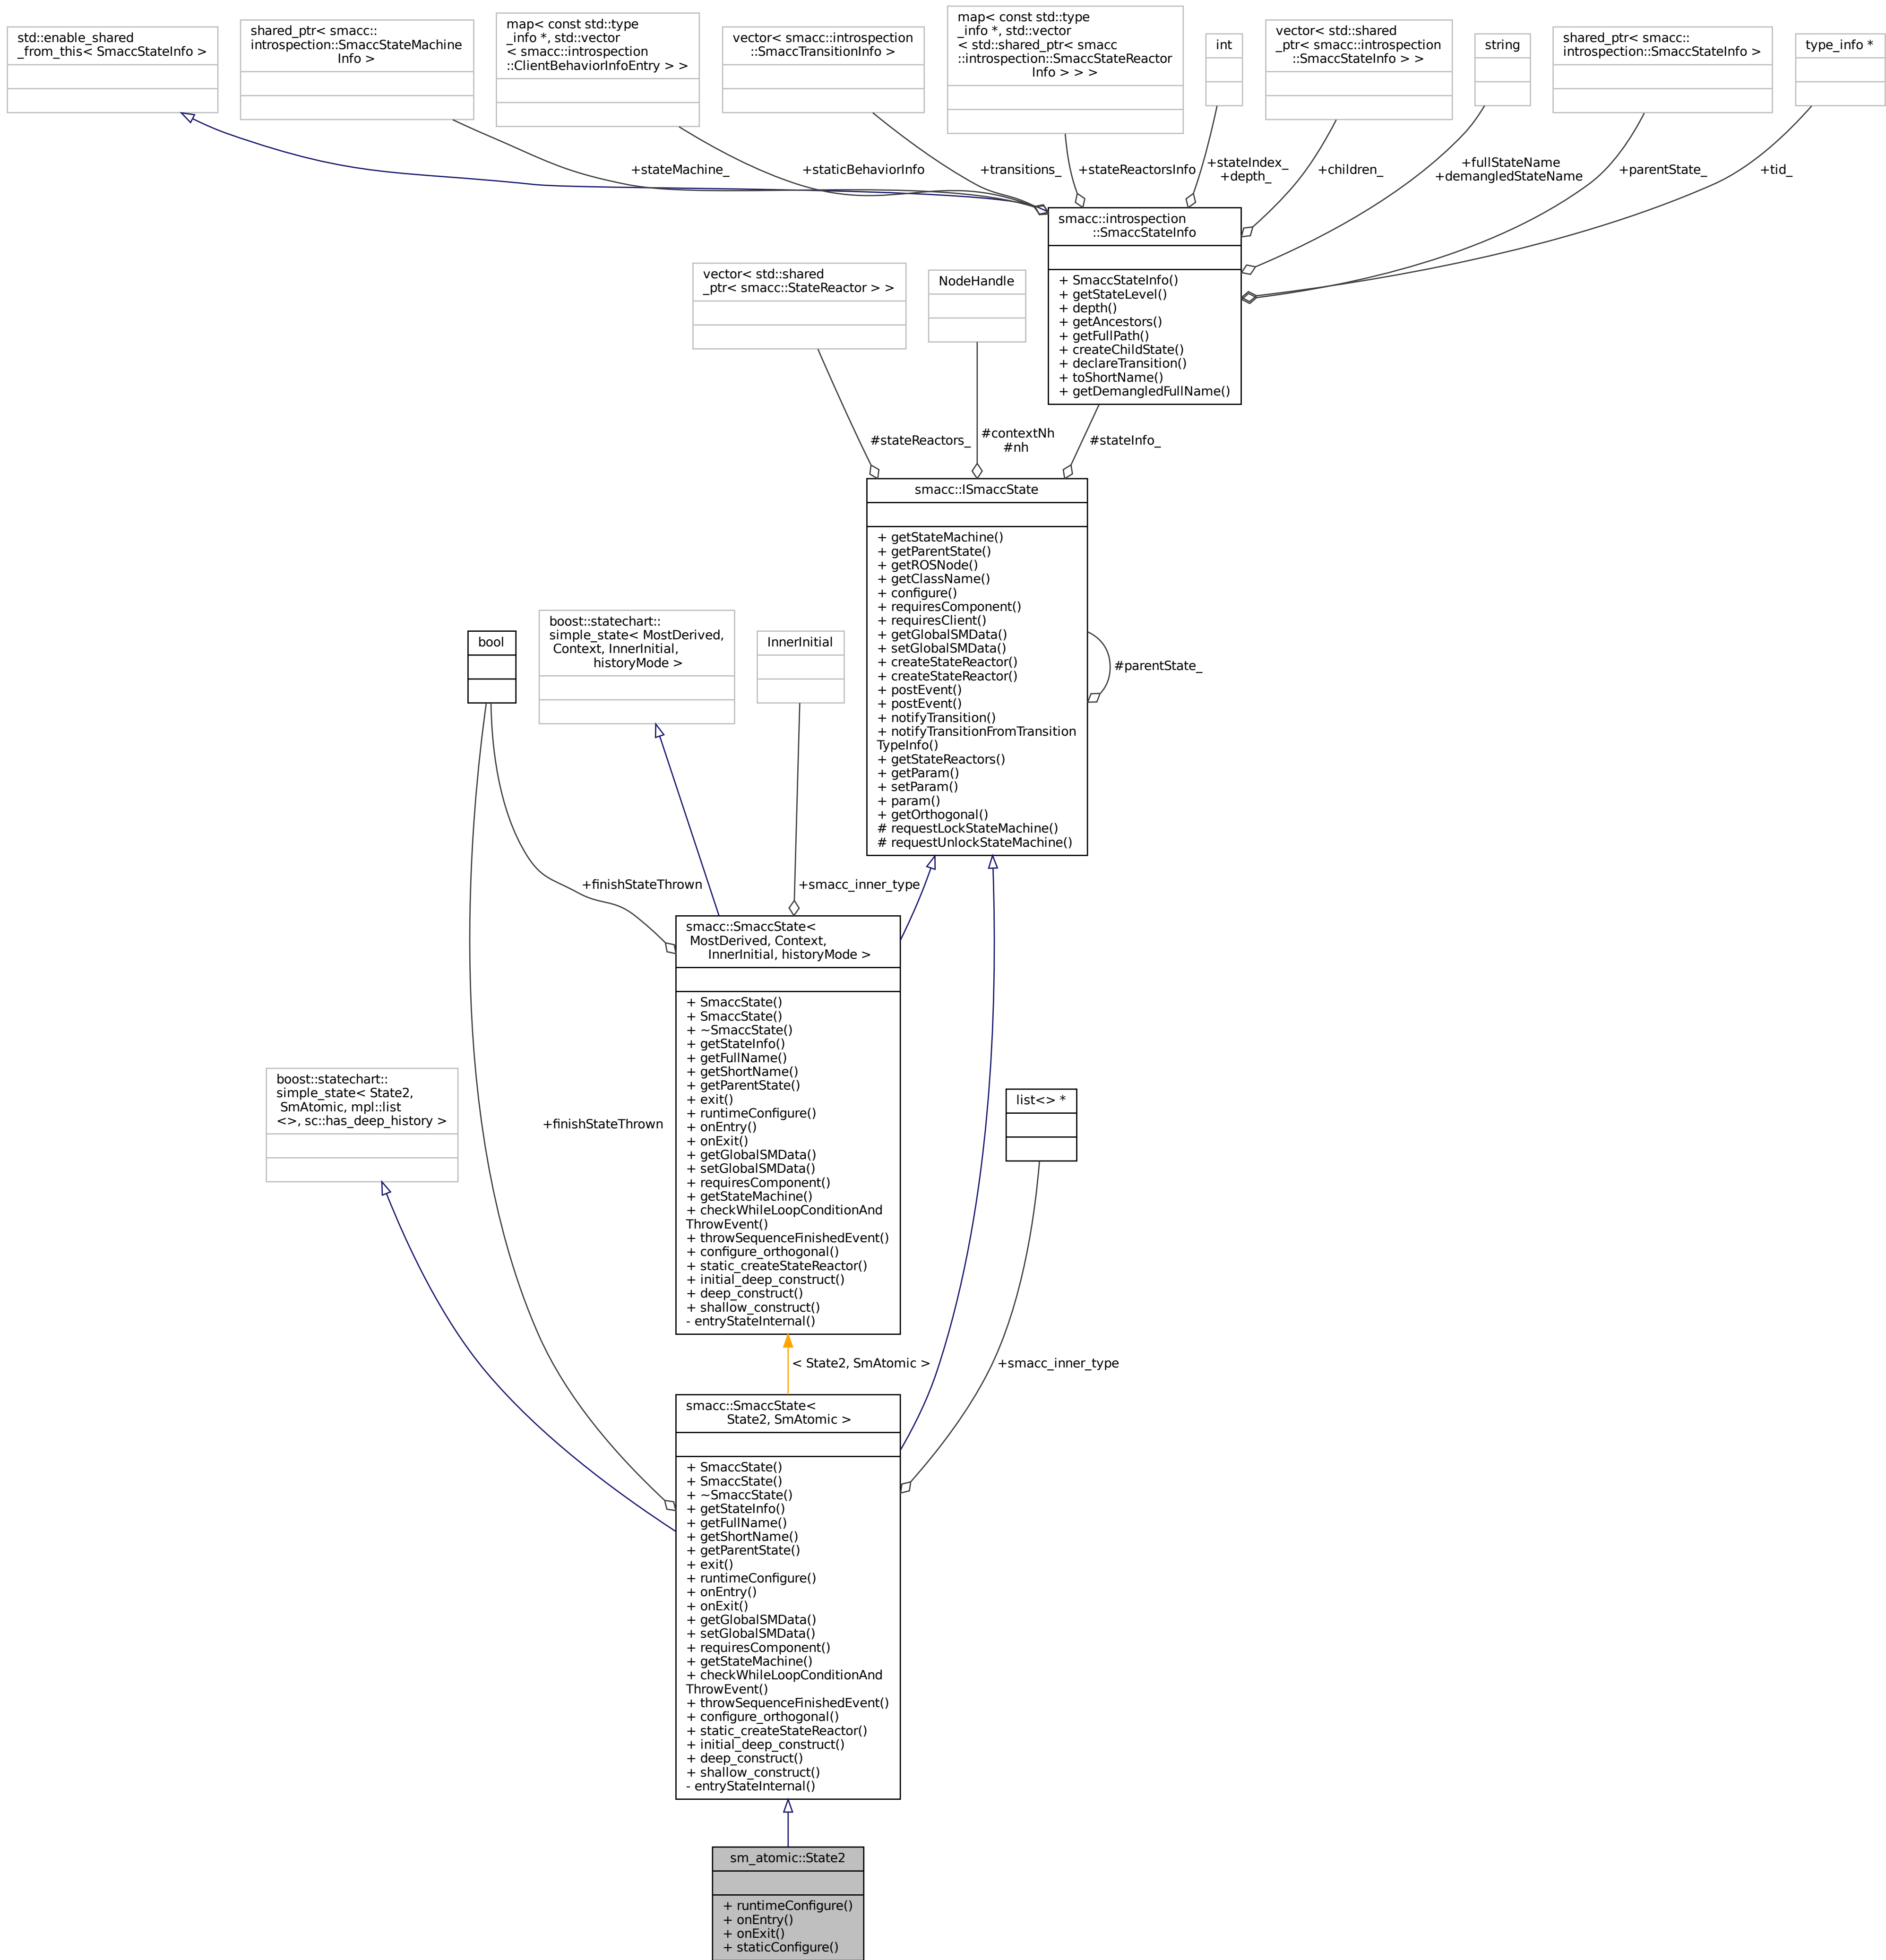 std::enable_shared
_from_this< SmaccStateInfo >
shared_ptr< smacc::
introspection::SmaccStateMachine
Info >
map< const std::type
_info *, std::vector
< smacc::introspection
::ClientBehaviorInfoEntry > >
vector< smacc::introspection
::SmaccTransitionInfo >
map< const std::type
_info *, std::vector
< std::shared_ptr< smacc
::introspection::SmaccStateReactor
Info > > >
int
vector< std::shared
_ptr< smacc::introspection
::SmaccStateInfo > >
string
shared_ptr< smacc::
introspection::SmaccStateInfo >
type_info *
+stateMachine_
+staticBehaviorInfo
+transitions_
+stateReactorsInfo
+stateIndex_
+depth_
+children_
+fullStateName
+demangledStateName
+parentState_
+tid_
smacc::introspection
::SmaccStateInfo
+ SmaccStateInfo()
+ getStateLevel()
+ depth()
+ getAncestors()
+ getFullPath()
+ createChildState()
+ declareTransition()
+ toShortName()
+ getDemangledFullName()
vector< std::shared
_ptr< smacc::StateReactor > >
NodeHandle
#stateReactors_
#contextNh
#nh
#stateInfo_
smacc::ISmaccState
+ getStateMachine()
+ getParentState()
+ getROSNode()
+ getClassName()
+ configure()
+ requiresComponent()
+ requiresClient()
+ getGlobalSMData()
+ setGlobalSMData()
+ createStateReactor()
+ createStateReactor()
+ postEvent()
+ postEvent()
+ notifyTransition()
+ notifyTransitionFromTransition
TypeInfo()
+ getStateReactors()
+ getParam()
+ setParam()
+ param()
+ getOrthogonal()
# requestLockStateMachine()
# requestUnlockStateMachine()
#parentState_
bool
boost::statechart::
simple_state< MostDerived,
Context, InnerInitial,
historyMode >
InnerInitial
+finishStateThrown
+smacc_inner_type
smacc::SmaccState<
MostDerived, Context,
InnerInitial, historyMode >
+ SmaccState()
+ SmaccState()
+ ~SmaccState()
+ getStateInfo()
+ getFullName()
+ getShortName()
+ getParentState()
+ exit()
+ runtimeConfigure()
+ onEntry()
+ onExit()
+ getGlobalSMData()
+ setGlobalSMData()
+ requiresComponent()
+ getStateMachine()
+ checkWhileLoopConditionAnd
ThrowEvent()
+ throwSequenceFinishedEvent()
+ configure_orthogonal()
+ static_createStateReactor()
+ initial_deep_construct()
+ deep_construct()
+ shallow_construct()
- entryStateInternal()
boost::statechart::
simple_state< State2,
SmAtomic, mpl::list
<>, sc::has_deep_history >
+finishStateThrown
list<> *
< State2, SmAtomic >
+smacc_inner_type
smacc::SmaccState<
State2, SmAtomic >
+ SmaccState()
+ SmaccState()
+ ~SmaccState()
+ getStateInfo()
+ getFullName()
+ getShortName()
+ getParentState()
+ exit()
+ runtimeConfigure()
+ onEntry()
+ onExit()
+ getGlobalSMData()
+ setGlobalSMData()
+ requiresComponent()
+ getStateMachine()
+ checkWhileLoopConditionAnd
ThrowEvent()
+ throwSequenceFinishedEvent()
+ configure_orthogonal()
+ static_createStateReactor()
+ initial_deep_construct()
+ deep_construct()
+ shallow_construct()
- entryStateInternal()
sm_atomic::State2
+ runtimeConfigure()
+ onEntry()
+ onExit()
+ staticConfigure()